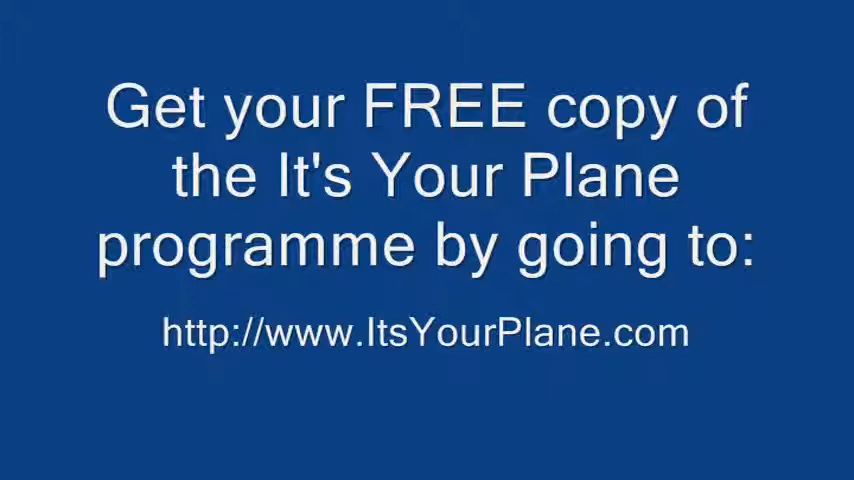 Get your FREE copy of
the It's Your Plane
programme by going to:
http://www.ItsYourPlane.com